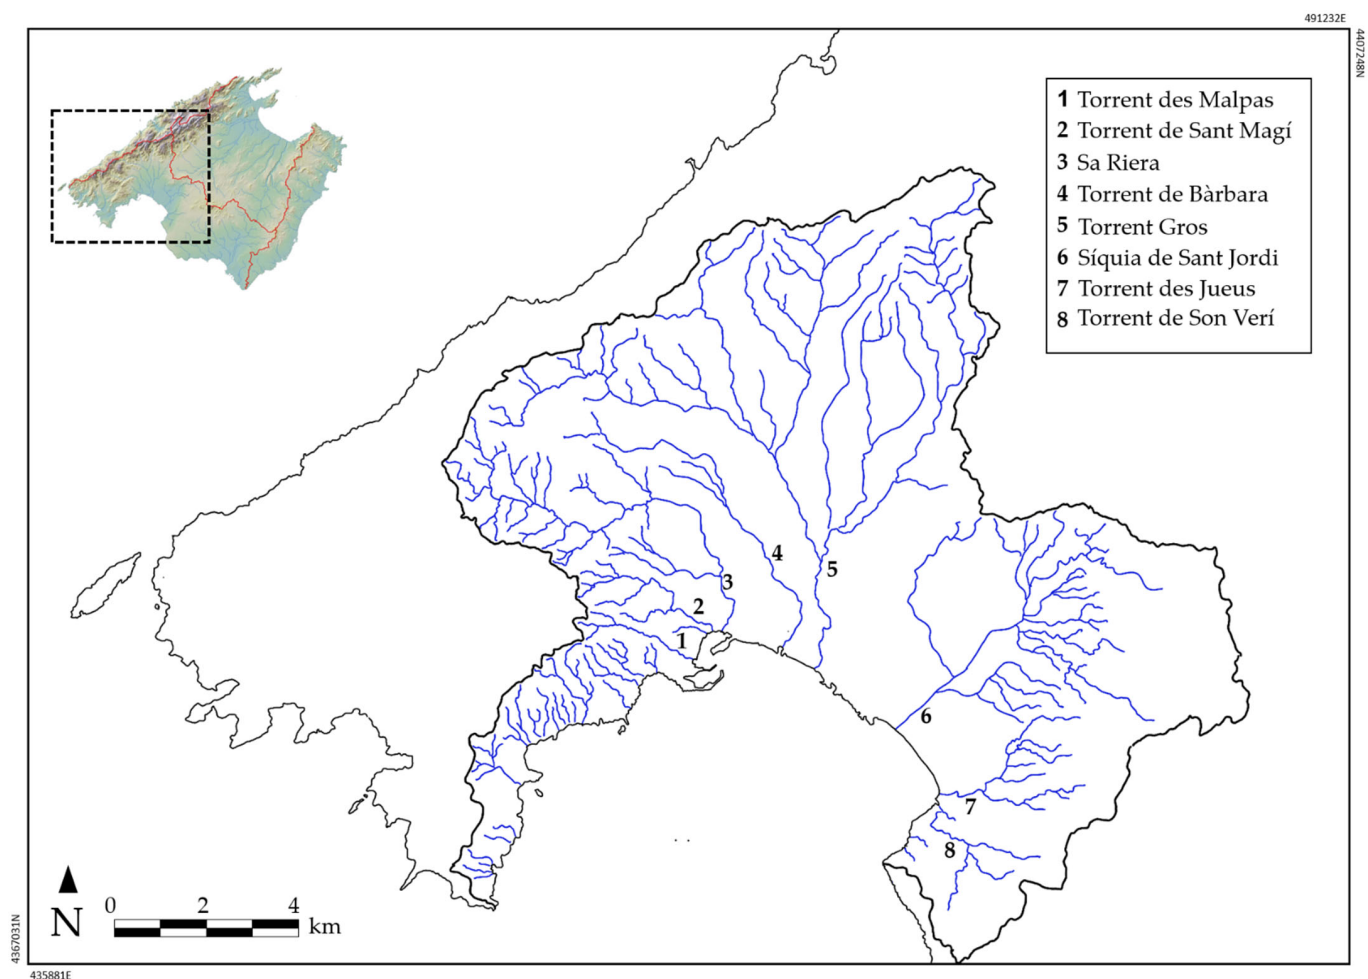 491232E
4407248N
1 Torrent des Malpas
2 Torrent de Sant Magí
3 Sa Riera
4 Torrent de Bàrbara
5 Torrent Gros
6 Síquia de Sant Jordi
7 Torrent des Jueus
8 Torrent de Son Verí
4
5
3
2
1
6
7
8
0 2 4
N km
4367031N
435881E